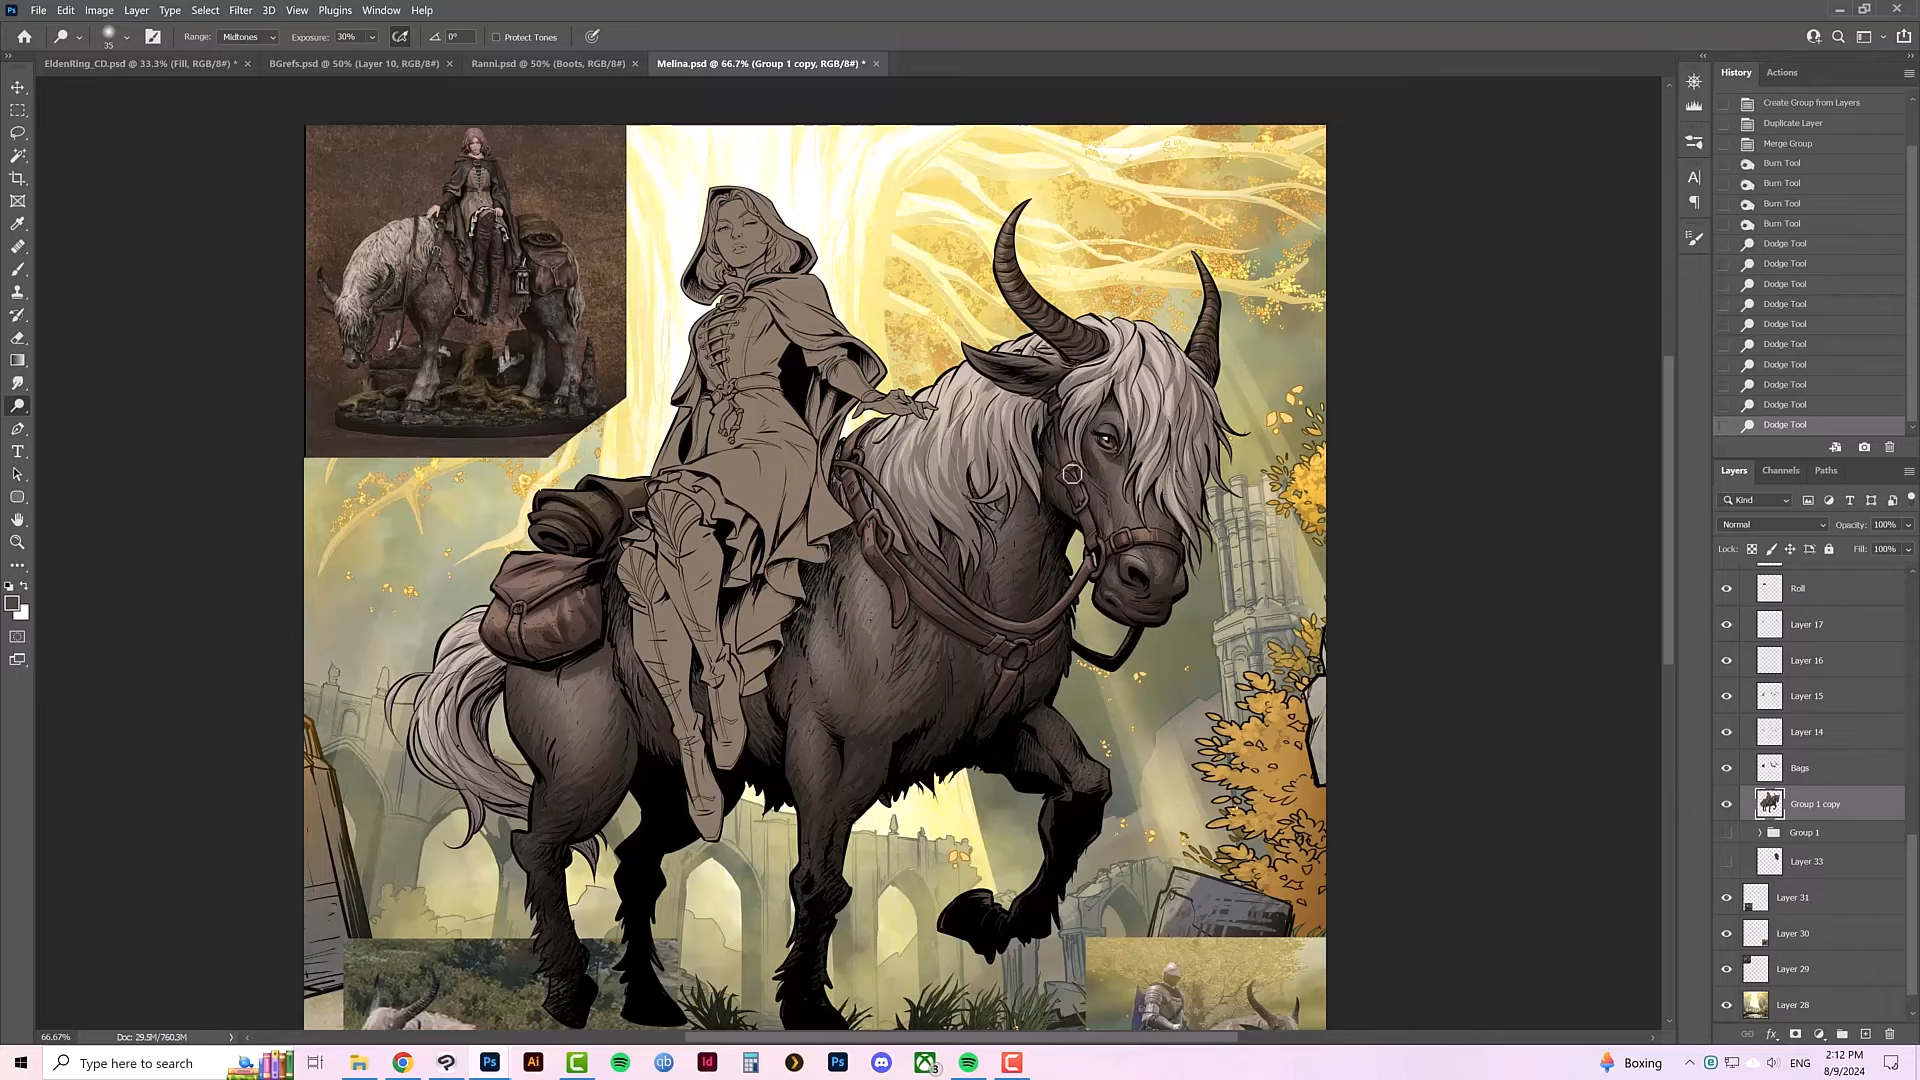 File Edit Image Layer Type Select Filter 3D View Plugins Window Help
35 Range: Midtones Exposure: 30% 0° Protect Tones
EldenRing_CD.psd @ 33.3% (Fill, RGB/8#) * BGrefs.psd @ 50% (Layer 10, RGB/8#) Ranni.psd @ 50% (Boots, RGB/8#) Melina.psd @ 66.7% (Group 1 copy, RGB/8#) *
History Actions
Create Group from Layers
Duplicate Layer
Merge Group
Burn Tool
Burn Tool
Burn Tool
Burn Tool
Dodge Tool
Dodge Tool
Dodge Tool
Dodge Tool
Dodge Tool
Dodge Tool
Dodge Tool
Dodge Tool
Dodge Tool
Dodge Tool
Layers Channels Paths
Kind
Normal Opacity: 100%
Lock: Fill: 100%
Roll
Layer 17
Layer 16
Layer 15
Layer 14
Bags
Group 1 copy
Group 1
Layer 33
Layer 31
Layer 30
Layer 29
Layer 28
66.67% Doc: 29.5M/760.3M
Type here to search Boxing ENG 2:12 PM
8/9/2024